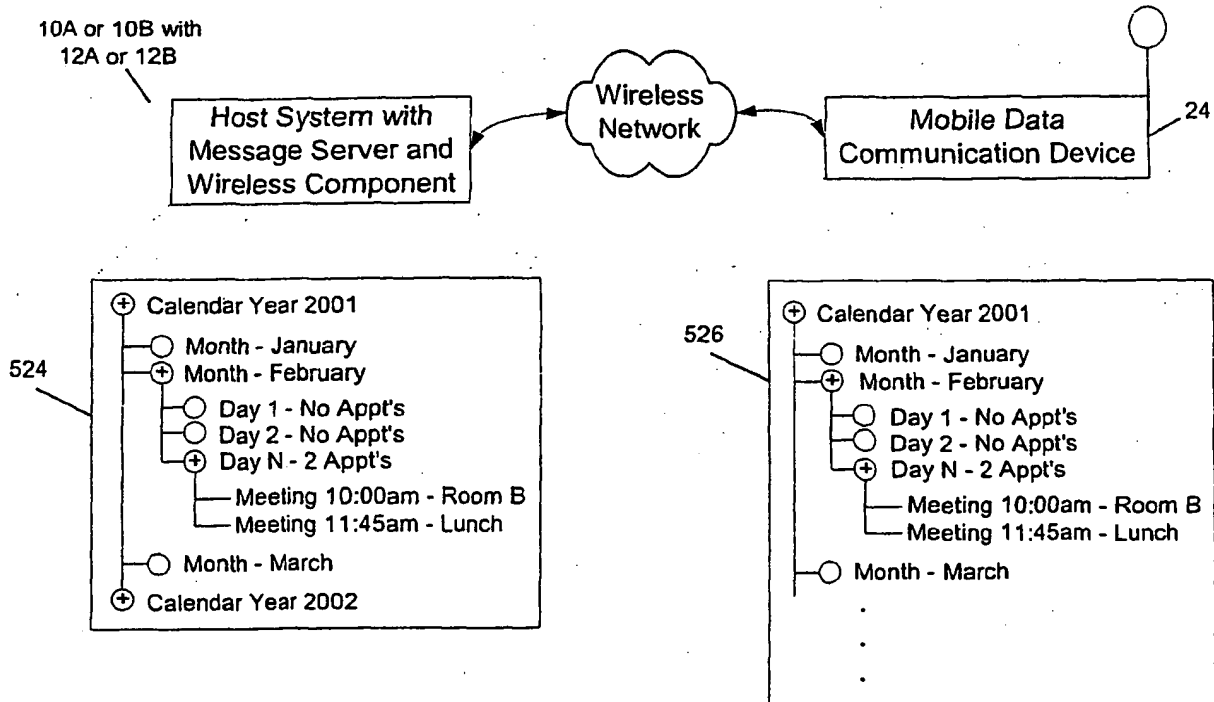 10A or 10B with
12A or 12B
Host System with
Message Server and
Wireless Component
Wireless
Network
Mobile Data
Communication Device
24
524
Calendar Year 2001
Month - January
Month - February
Day 1 - No Appt's
Day 2 - No Appt's
Day N - 2 Appt's
Meeting 10:00am - Room B
Meeting 11:45am - Lunch
Month - March
Calendar Year 2002
526
Calendar Year 2001
Month - January
Month - February
Day 1 - No Appt's
Day 2 - No Appt's
Day N - 2 Appt's
Meeting 10:00am - Room B
Meeting 11:45am - Lunch
Month - March